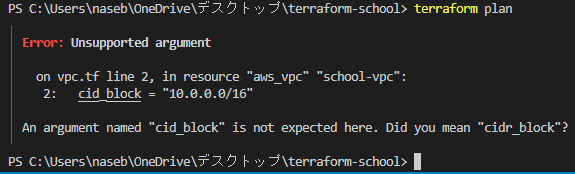 PS C:\Users\naseb\OneDrive\デスクトップ\terraform-school> terraform plan
Error: Unsupported argument
on vpc.tf line 2, in resource "aws_vpc" "school-vpc":
2: cid_block = "10.0.0.0/16"
An argument named "cid_block" is not expected here. Did you mean "cidr_block"?
PS C:\Users\naseb\OneDrive\デスクトップ\terraform-school>